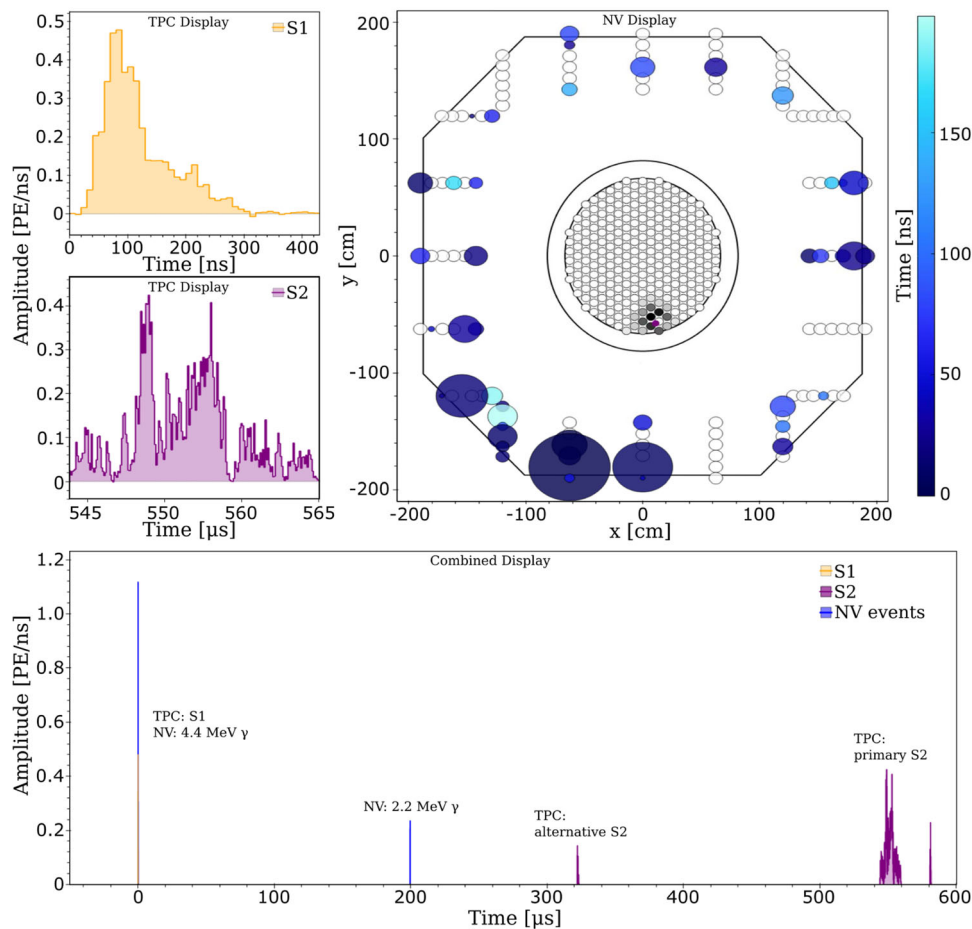 TPC Display
S1
0.5
0.4
0.3
0.2
0.1
0
0 100 200 300 400
Time [ns]
Amplitude [PE/ns]
TPC Display
S2
0.4
0.3
0.2
0.1
0
545 550 560 565
Time [μs]
NV Display
200
100
0
-100
-200
y [cm]
-200 -100 0 100 200
x [cm]
150
100
50
0
Time [ns]
Combined Display
S1
S2
NV events
1.2
1.0
0.8
0.6
0.4
0.2
0
Amplitude [PE/ns]
TPC: S1
NV: 4.4 MeV γ
NV: 2.2 MeV γ
TPC:
alternative S2
TPC:
primary S2
0 100 200 300 400 500 600
Time [μs]